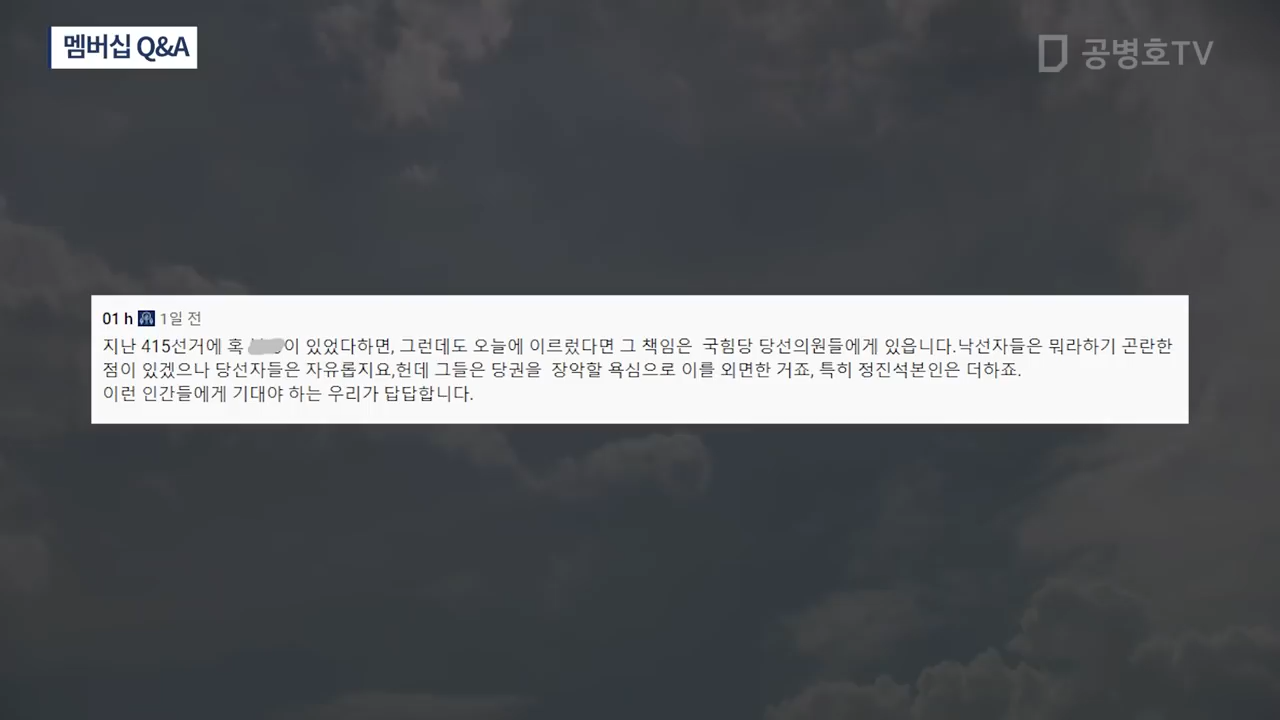 멤버십 Q&A
공병호TV
01 h 1일 전
지난 415선거에 혹 이 있었다하면, 그런데도 오늘에 이르렀다면 그 책임은 국힘당 당선의원들에게 있읍니다.낙선자들은 뭐라하기 곤란한
점이 있겠으나 당선자들은 자유롭지요,헌데 그들은 당권을 장악할 욕심으로 이를 외면한 거죠, 특히 정진석본인은 더하죠.
이런 인간들에게 기대야 하는 우리가 답답합니다.